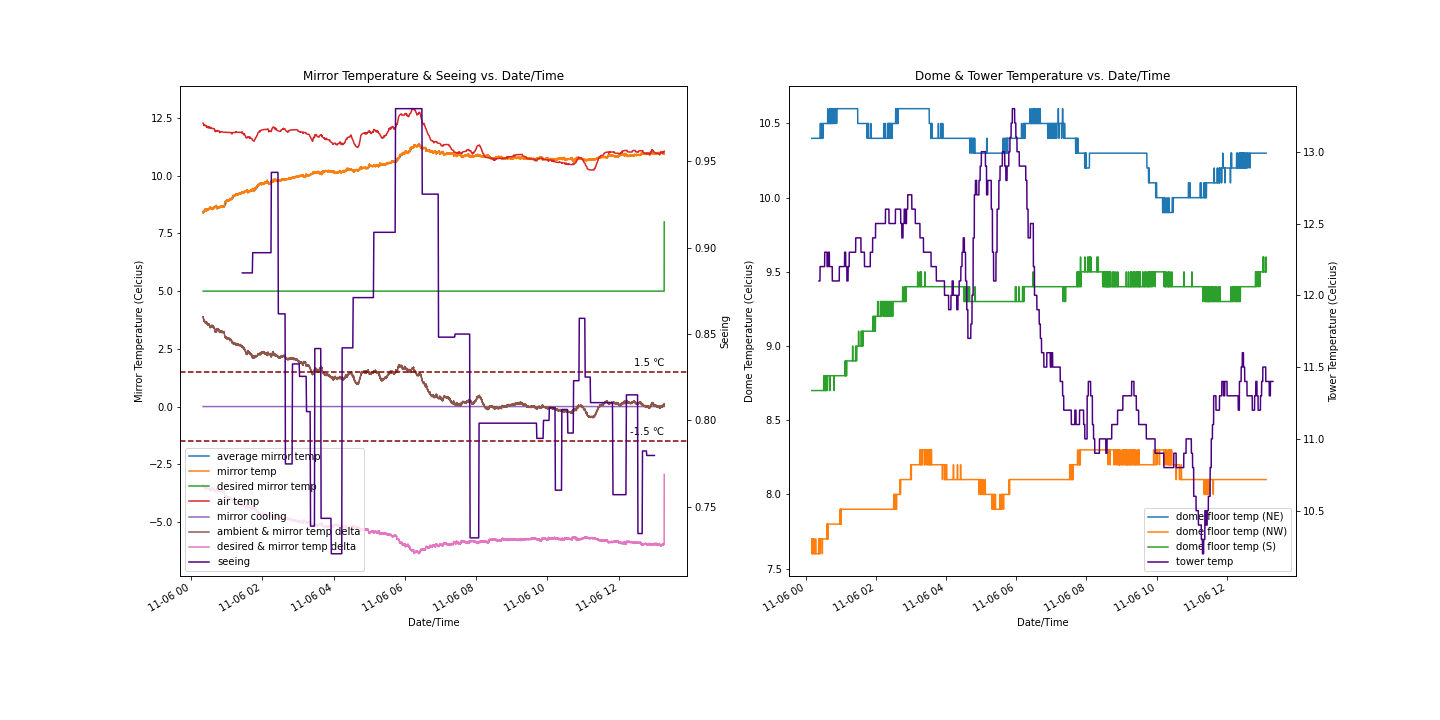 Mirror Temperature & Seeing vs. Date/Time
12.5
10.0
7.5
5.0
2.5
0.0
−2.5
−5.0
Mirror Temperature (Celcius)
0.95
0.90
0.85
0.80
0.75
Seeing
1.5 °C
-1.5 °C
average mirror temp
mirror temp
desired mirror temp
air temp
mirror cooling
ambient & mirror temp delta
desired & mirror temp delta
seeing
11-06 00
11-06 02
11-06 04
11-06 06
11-06 08
11-06 10
11-06 12
Date/Time
Dome & Tower Temperature vs. Date/Time
10.5
10.0
9.5
9.0
8.5
8.0
7.5
Dome Temperature (Celcius)
13.0
12.5
12.0
11.5
11.0
10.5
Tower Temperature (Celcius)
dome floor temp (NE)
dome floor temp (NW)
dome floor temp (S)
tower temp
11-06 00
11-06 02
11-06 04
11-06 06
11-06 08
11-06 10
11-06 12
Date/Time